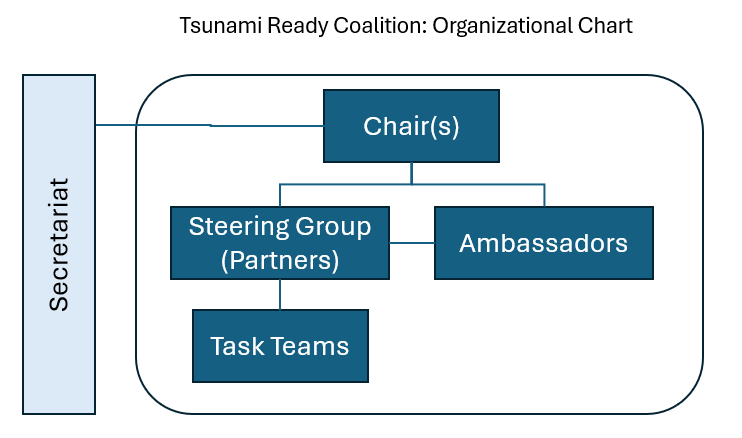 Tsunami Ready Coalition: Organizational Chart
Secretariat
Chair(s)
Steering Group
(Partners)
Ambassadors
Task Teams